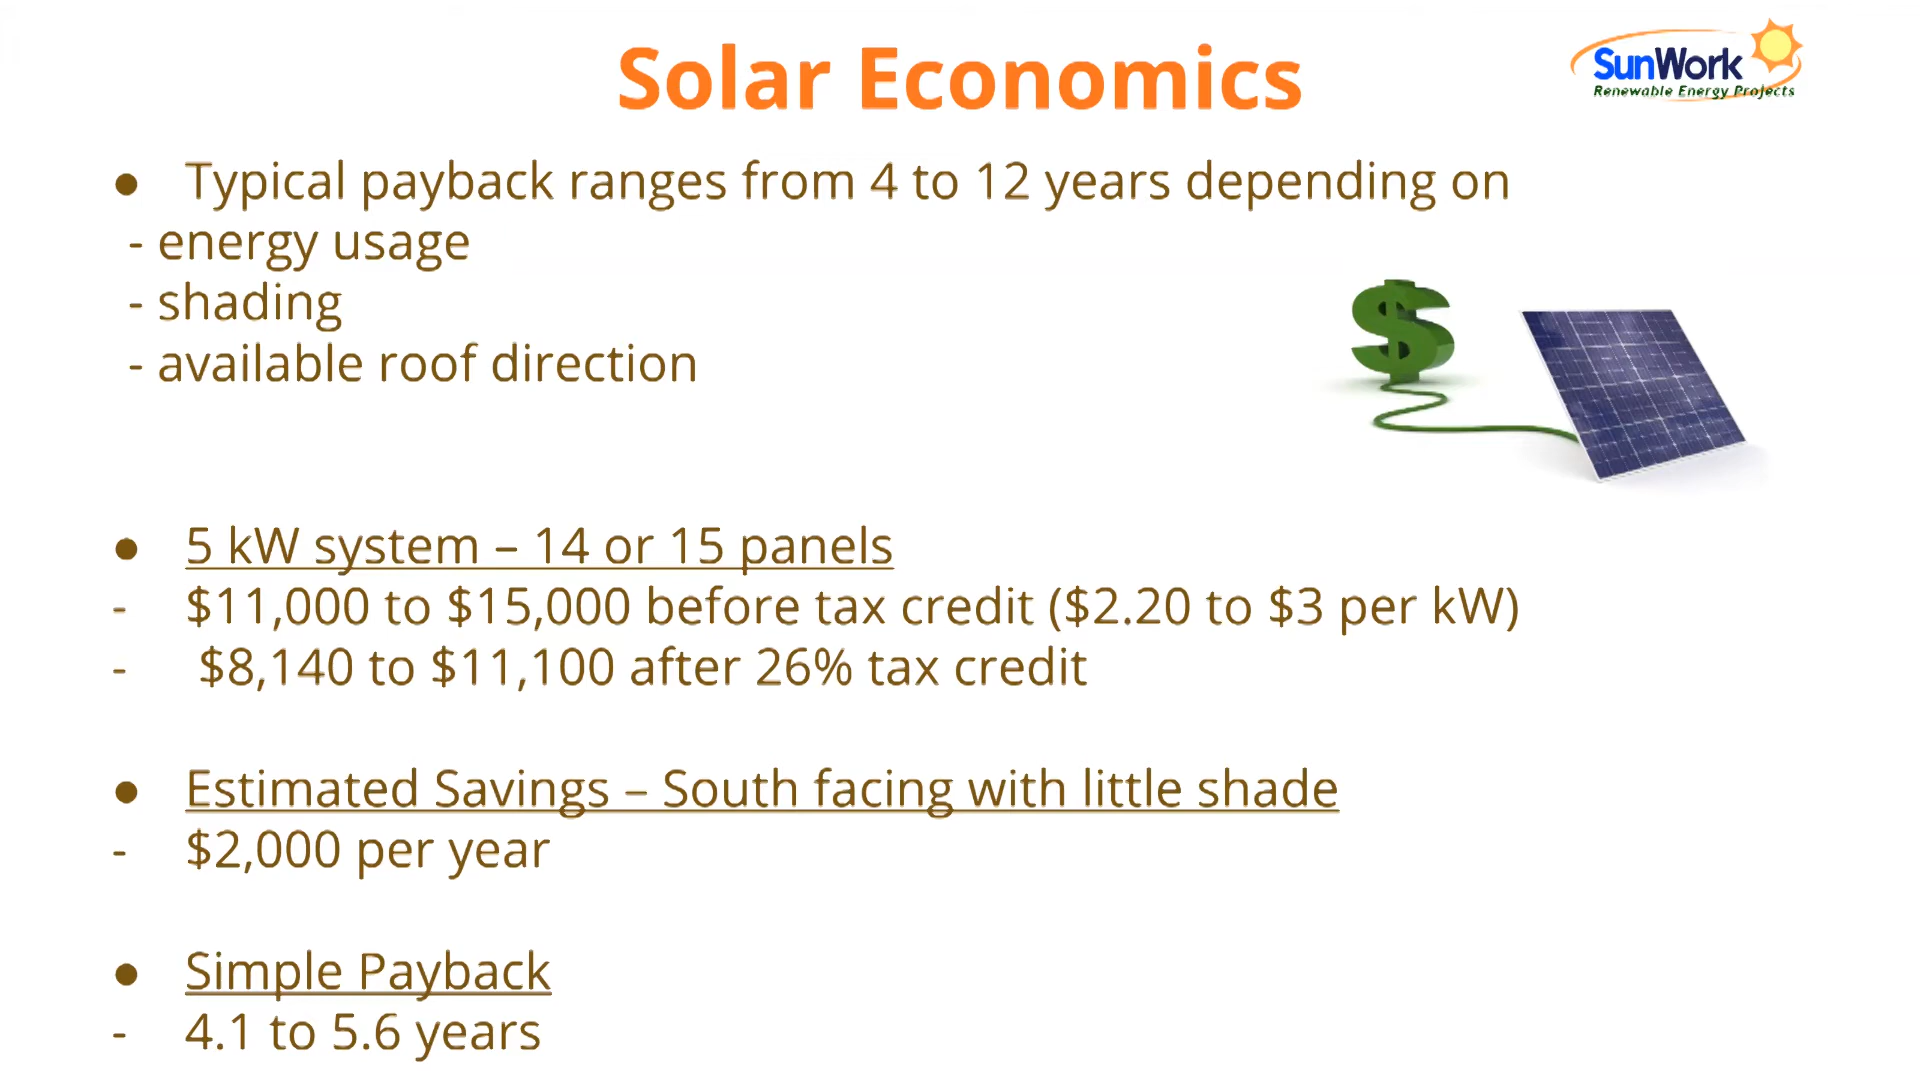 Solar Economics
SunWork
Renewable Energy Projects
● Typical payback ranges from 4 to 12 years depending on
- energy usage
- shading
- available roof direction
● 5 kW system – 14 or 15 panels
- $11,000 to $15,000 before tax credit ($2.20 to $3 per kW)
- $8,140 to $11,100 after 26% tax credit
● Estimated Savings – South facing with little shade
- $2,000 per year
● Simple Payback
- 4.1 to 5.6 years